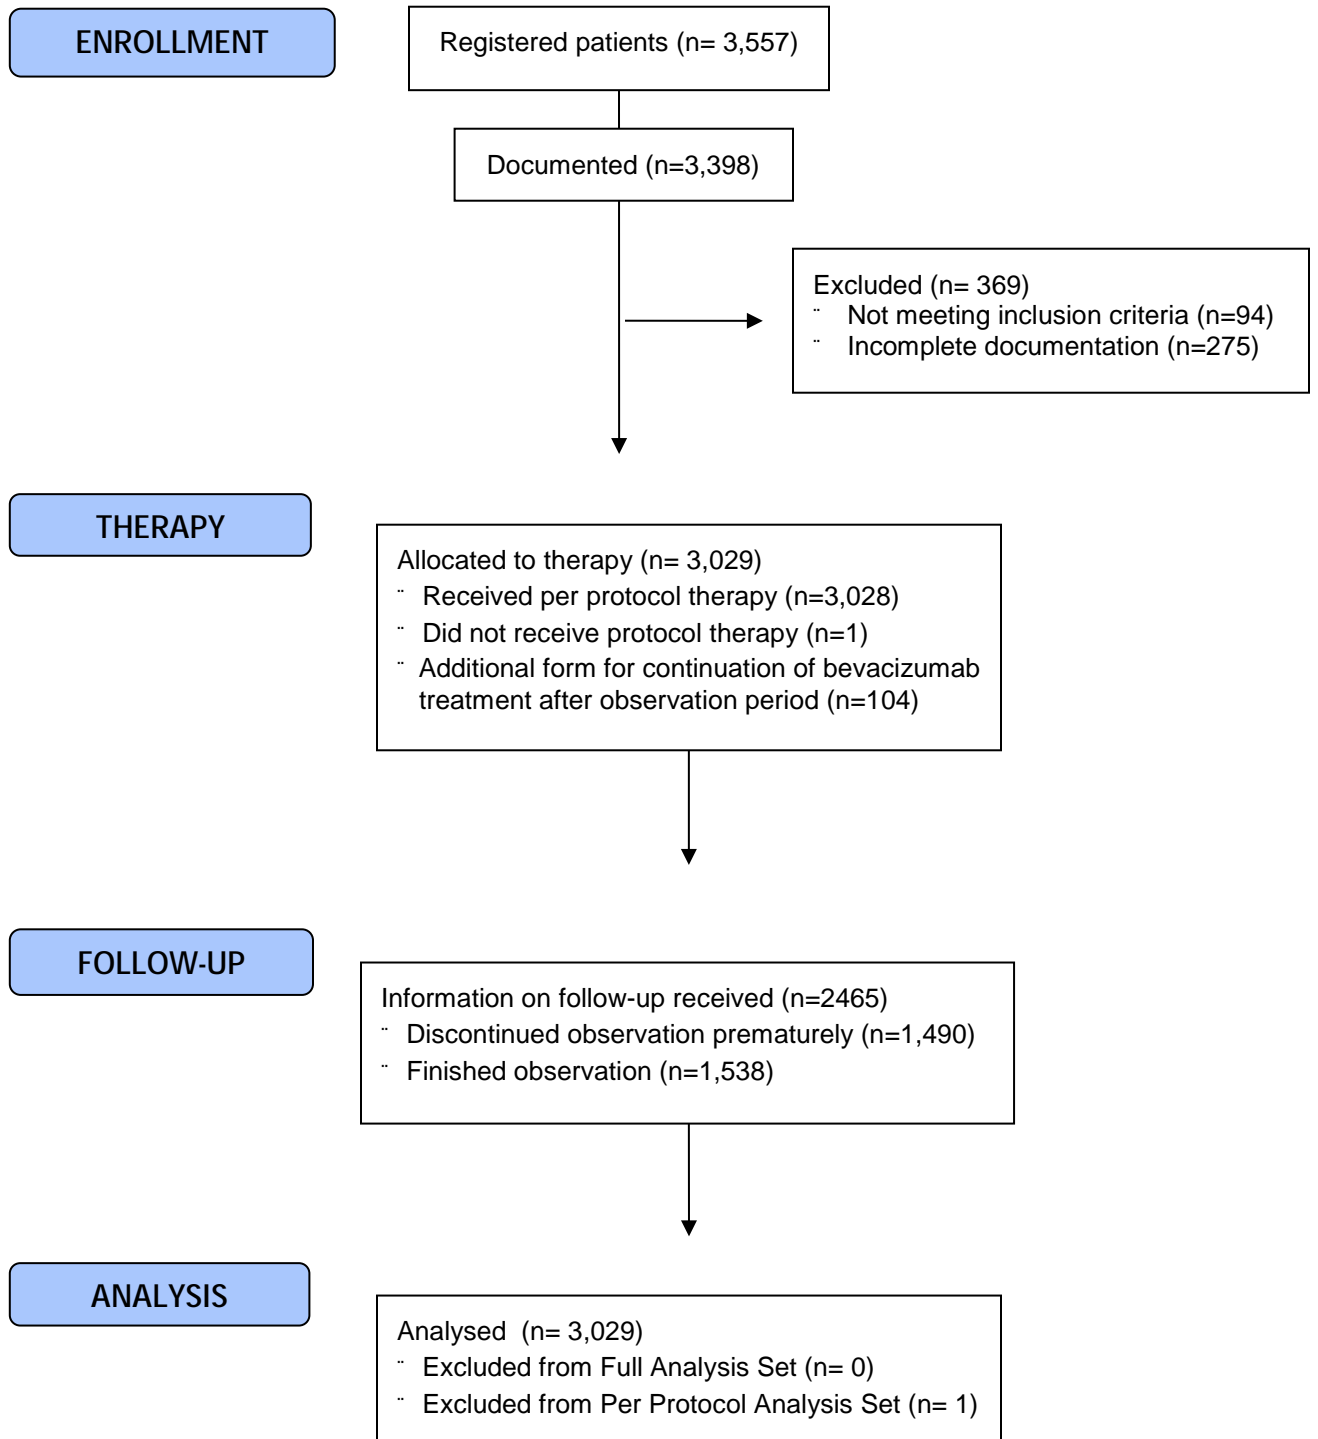 ENROLLMENT
Registered patients (n= 3,557)
Documented (n=3,398)
Excluded (n= 369)
¨ Not meeting inclusion criteria (n=94)
¨ Incomplete documentation (n=275)
THERAPY
Allocated to therapy (n= 3,029)
¨ Received per protocol therapy (n=3,028)
¨ Did not receive protocol therapy (n=1)
¨ Additional form for continuation of bevacizumab
treatment after observation period (n=104)
FOLLOW-UP
Information on follow-up received (n=2465)
¨ Discontinued observation prematurely (n=1,490)
¨ Finished observation (n=1,538)
ANALYSIS
Analysed (n= 3,029)
¨ Excluded from Full Analysis Set (n= 0)
¨ Excluded from Per Protocol Analysis Set (n= 1)